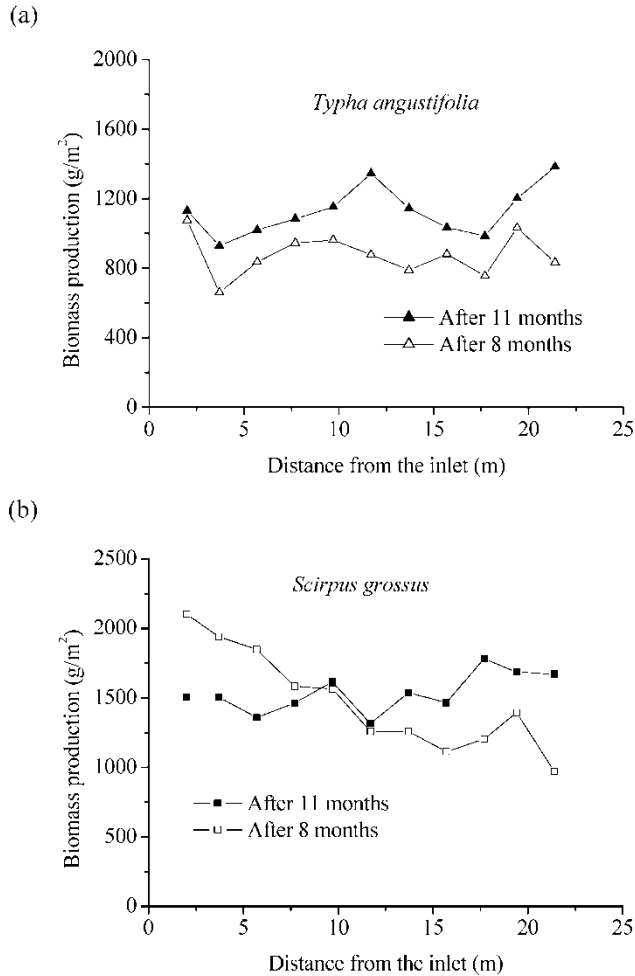 (a)
2000
1600
1200
800
400
0
Biomass production (g/m²)
Typha angustifolia
After 11 months
After 8 months
0 5 10 15 20 25
Distance from the inlet (m)
(b)
2500
2000
1500
1000
500
0
Biomass production (g/m²)
Scirpus grossus
After 11 months
After 8 months
0 5 10 15 20 25
Distance from the inlet (m)